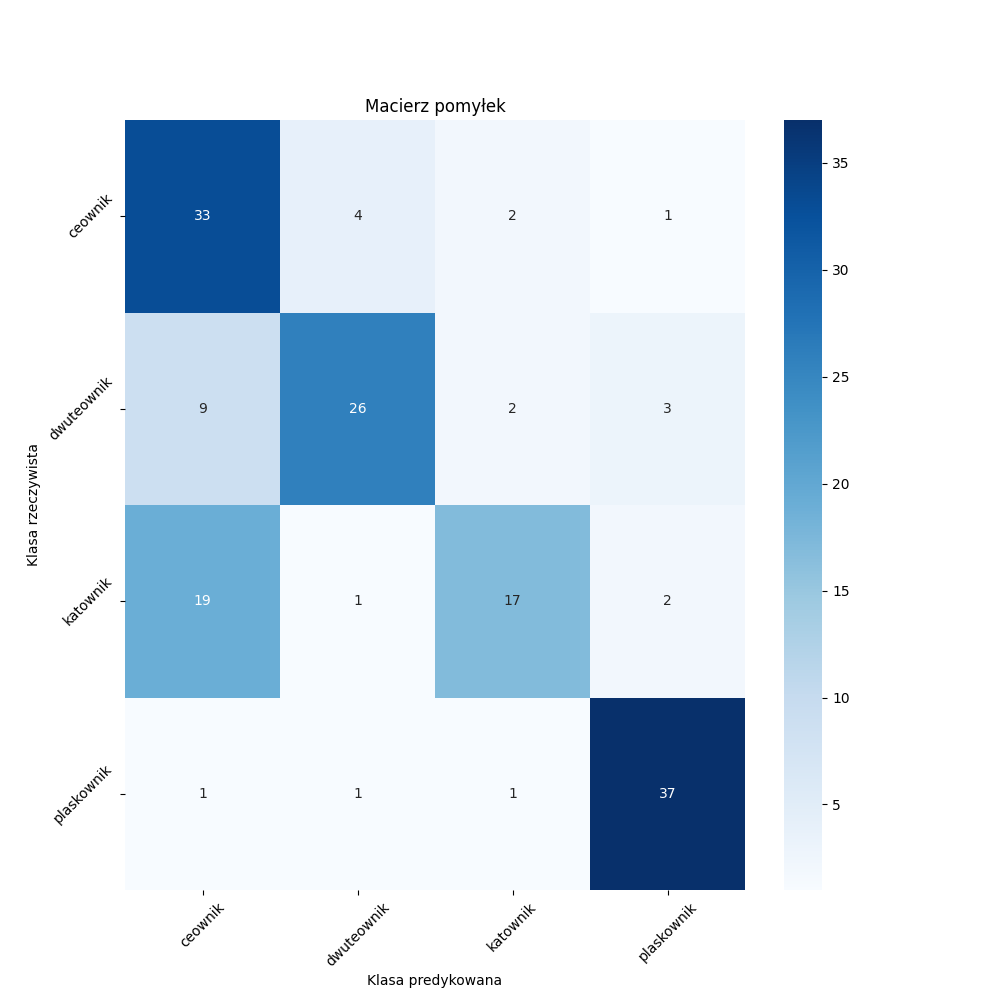 Macierz pomyłek
Klasa rzeczywista
ceownik
33 4 2 1
dwuteownik
9 26 2 3
katownik
19 1 17 2
plaskownik
1 1 1 37
ceownik dwuteownik katownik plaskownik
Klasa predykowana
35
30
25
20
15
10
5